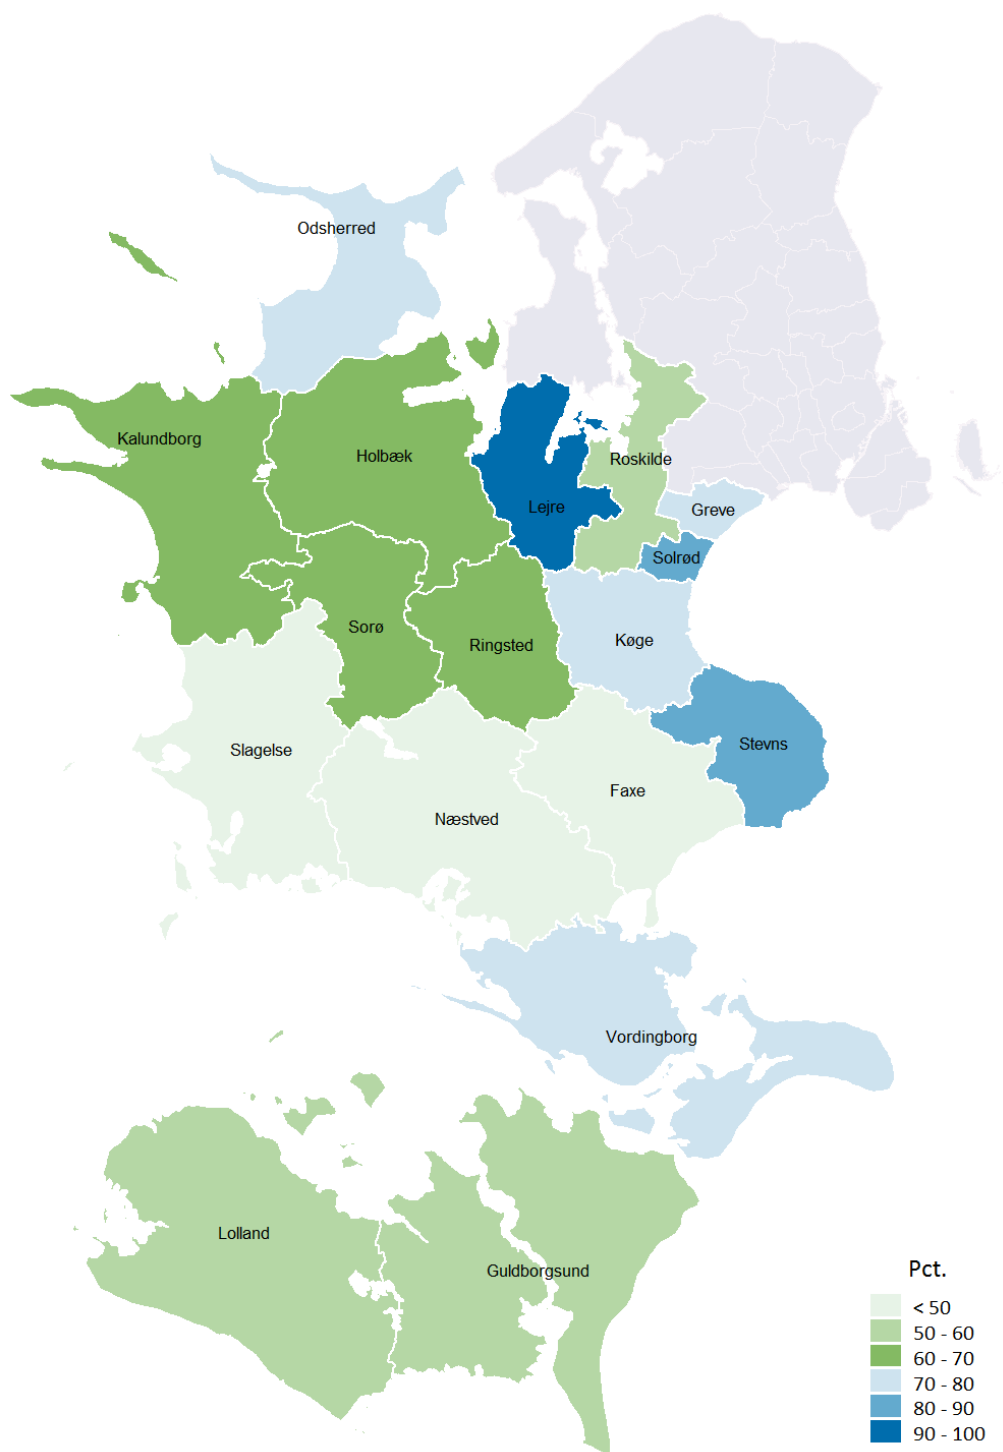 Odsherred
Kalundborg
Holbæk
Roskilde
Lejre
Greve
Solrød
Sorø
Ringsted
Køge
Slagelse
Stevns
Faxe
Næstved
Vordingborg
Lolland
Guldborgsund
Pct.
< 50
50 - 60
60 - 70
70 - 80
80 - 90
90 - 100